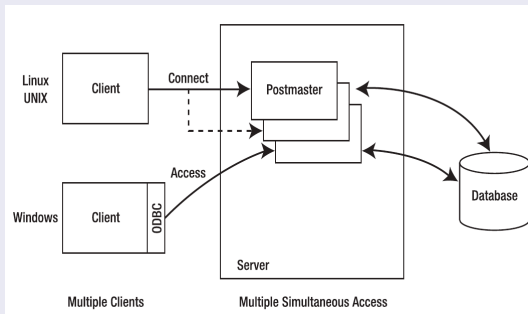 Linux
UNIX
Client
Connect
Postmaster
Access
Windows
Client
ODBC
Database
Server
Multiple Clients
Multiple Simultaneous Access